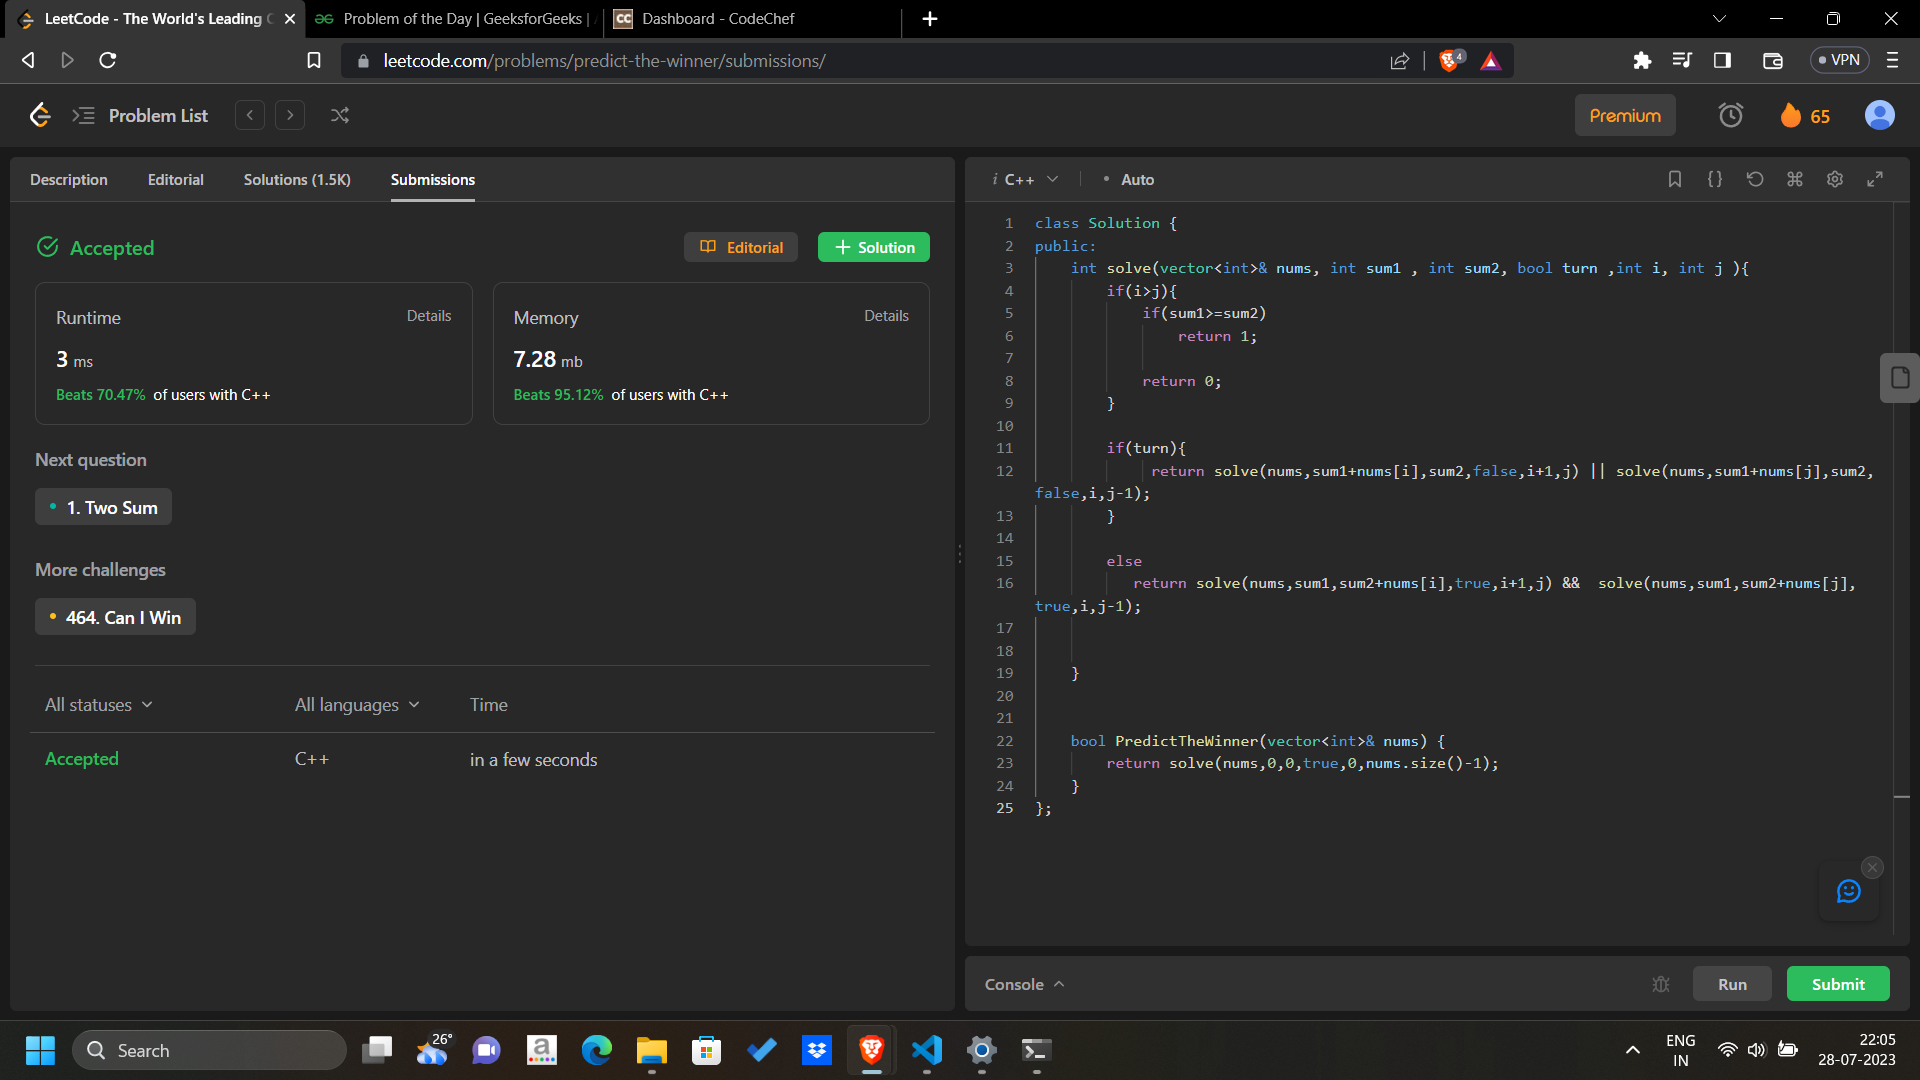 LeetCode - The World's Leading
Problem of the Day | GeeksforGeeks |
CC Dashboard - CodeChef
leetcode.com/problems/predict-the-winner/submissions/
4
VPN
Problem List
Premium
65
Description Editorial Solutions (1.5K) Submissions
Accepted
Editorial
Solution
Runtime Details
3 ms
Beats 70.47% of users with C++
Memory Details
7.28 mb
Beats 95.12% of users with C++
Next question
1. Two Sum
More challenges
464. Can I Win
All statuses All languages Time
Accepted C++ in a few seconds
i C++ • Auto
1 class Solution {
2 public:
3 int solve(vector<int>& nums, int sum1 , int sum2, bool turn ,int i, int j ){
4 if(i>j){
5 if(sum1>=sum2)
6 return 1;
7
8 return 0;
9 }
10
11 if(turn){
12 return solve(nums,sum1+nums[i],sum2,false,i+1,j) || solve(nums,sum1+nums[j],sum2,
false,i,j-1);
13 }
14
15 else
16 return solve(nums,sum1,sum2+nums[i],true,i+1,j) && solve(nums,sum1,sum2+nums[j],
true,i,j-1);
17
18
19 }
20
21
22 bool PredictTheWinner(vector<int>& nums) {
23 return solve(nums,0,0,true,0,nums.size()-1);
24 }
25 };
Console
Run
Submit
Search
26°
a
ENG
IN
22:05
28-07-2023